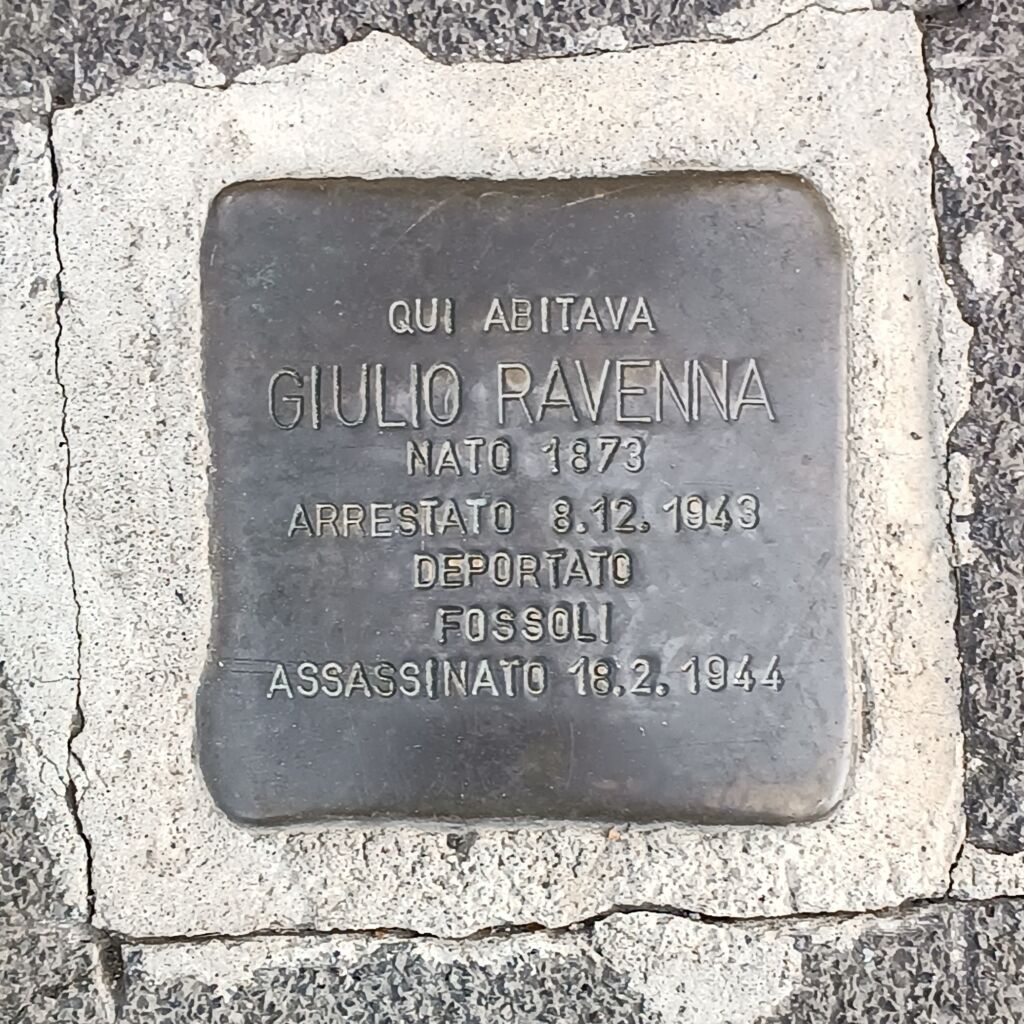 QUI ABITAVA
GIULIO RAVENNA
NATO 1873
ARRESTATO 8.12.1943
DEPORTATO
FOSSOLI
ASSASSINATO 18.2.1944